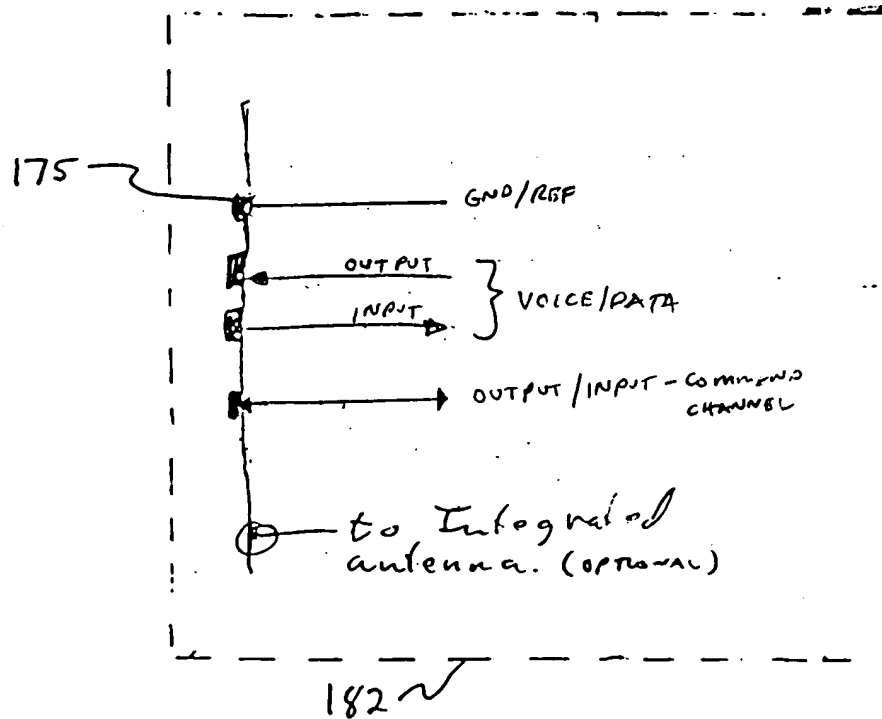 175
GND/REF
OUTPUT
INPUT
VOICE/DATA
OUTPUT/INPUT-COMMAND
CHANNEL
to Integrated
antenna. (OPTIONAL)
182